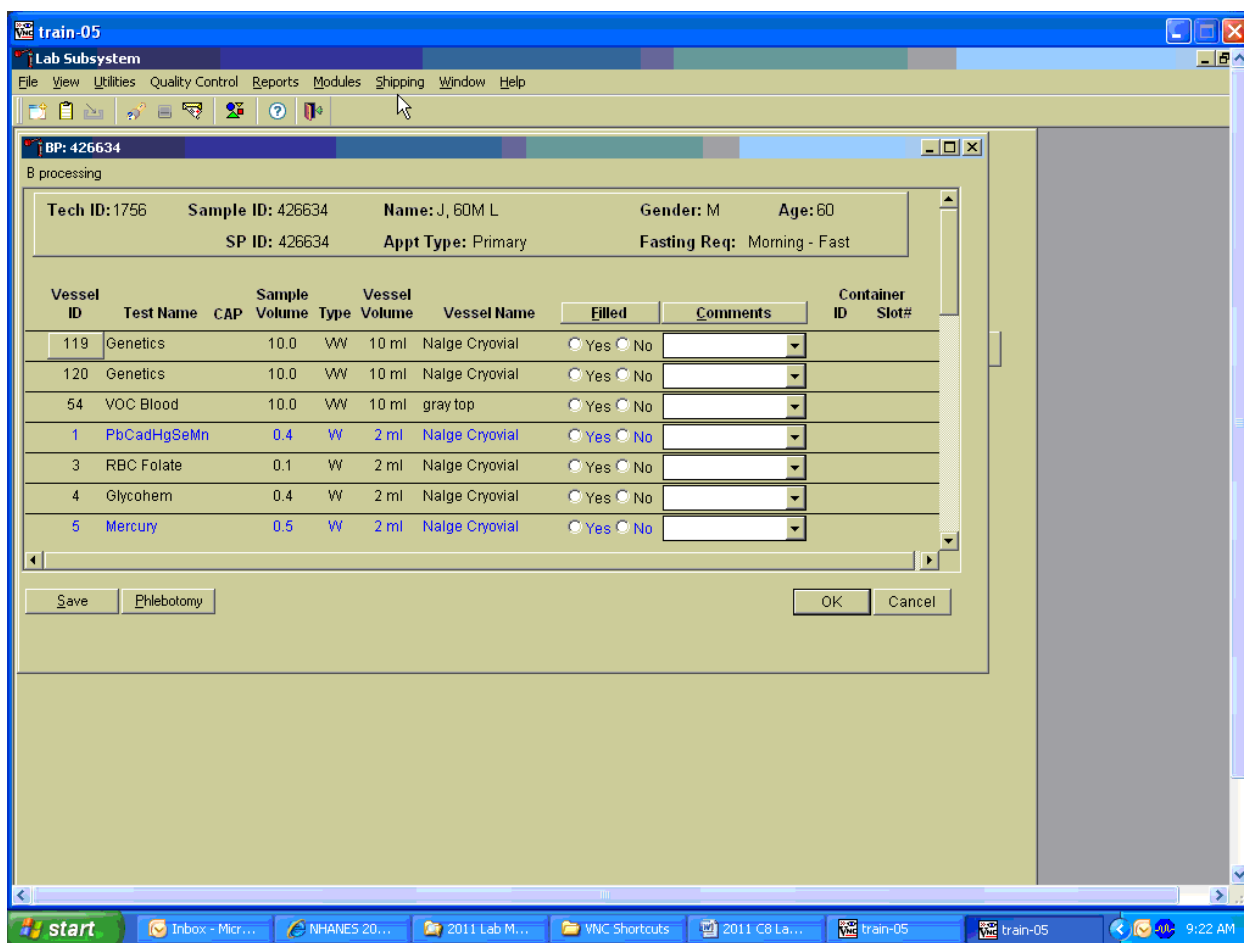 train-05
Lab Subsystem
File View Utilities Quality Control Reports Modules Shipping Window Help
BP: 426634
B processing
Tech ID: 1756 Sample ID: 426634 Name: J, 60M L Gender: M Age: 60
SP ID: 426634 Appt Type: Primary Fasting Req: Morning - Fast
Vessel Sample Vessel Container
ID Test Name CAP Volume Type Volume Vessel Name Filled Comments ID Slot#
119 Genetics 10.0 VW 10 ml Nalge Cryovial Yes No
120 Genetics 10.0 VW 10 ml Nalge Cryovial Yes No
54 VOC Blood 10.0 VW 10 ml gray top Yes No
1 PbCadHgSeMn 0.4 W 2 ml Nalge Cryovial Yes No
3 RBC Folate 0.1 W 2 ml Nalge Cryovial Yes No
4 Glycohem 0.4 W 2 ml Nalge Cryovial Yes No
5 Mercury 0.5 W 2 ml Nalge Cryovial Yes No
Save Phlebotomy OK Cancel
start Inbox - Micr... NHANES 20... 2011 Lab M... VNC Shortcuts 2011 C8 La... train-05 train-05 9:22 AM